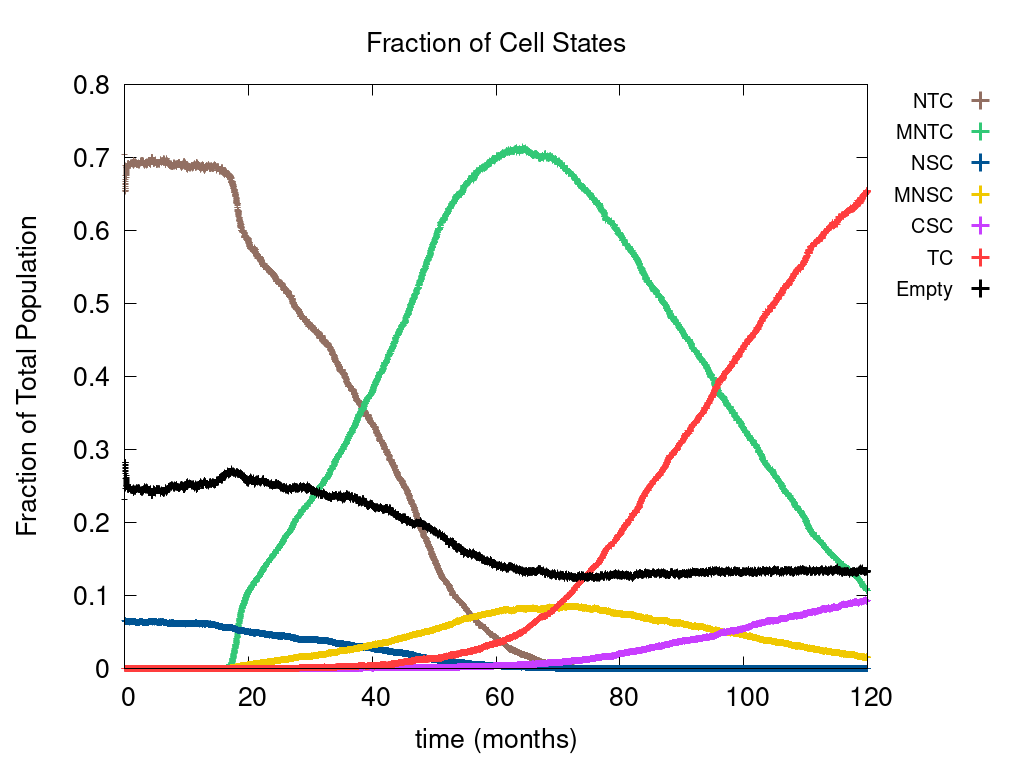 Fraction of Cell States
Fraction of Total Population
0.8
0.7
0.6
0.5
0.4
0.3
0.2
0.1
0
0 20 40 60 80 100 120
time (months)
NTC
MNTC
NSC
MNSC
CSC
TC
Empty